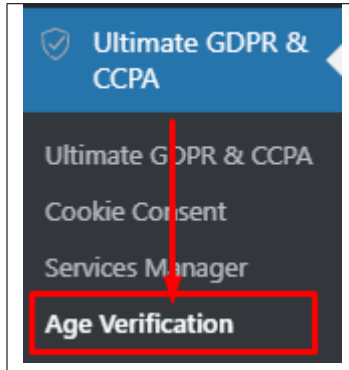 Ultimate GDPR &
CCPA
Ultimate GDPR & CCPA
Cookie Consent
Services Manager
Age Verification